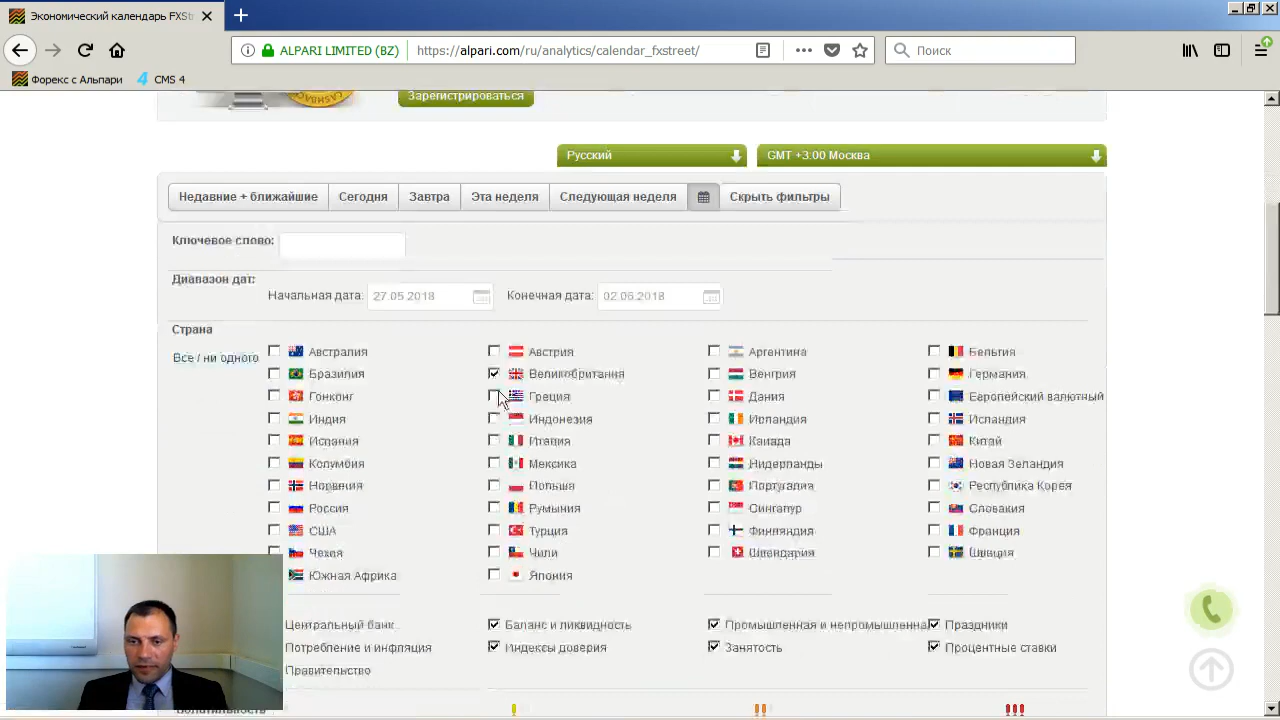 Экономический календарь FXStr
ALPARI LIMITED (BZ)
https://alpari.com/ru/analytics/calendar_fxstreet/
Поиск
Форекс с Альпари
CMS 4
CASHBACK
Зарегистрироваться
Русский
GMT +3:00 Москва
Недавние + ближайшие
Сегодня
Завтра
Эта неделя
Следующая неделя
Скрыть фильтры
Ключевое слово:
Диапазон дат:
Начальная дата: 27.05.2018 Конечная дата: 02.06.2018
Страна
Все / ни одного
Австралия Австрия Аргентина Бельгия
Бразилия Великобритания Венгрия Германия
Гонконг Греция Дания Европейский валютный
Индия Индонезия Ирландия Исландия
Испания Италия Канада Китай
Колумбия Мексика Нидерланды Новая Зеландия
Норвегия Польша Португалия Республика Корея
Россия Румыния Сингапур Словакия
США Турция Финляндия Франция
Чехия Чили Швейцария Швеция
Южная Африка Япония
Центральный банк Баланс и ликвидность Промышленная и непромышленна Праздники
Потребление и инфляция Индексы доверия Занятость Процентные ставки
Правительство
Волатильность